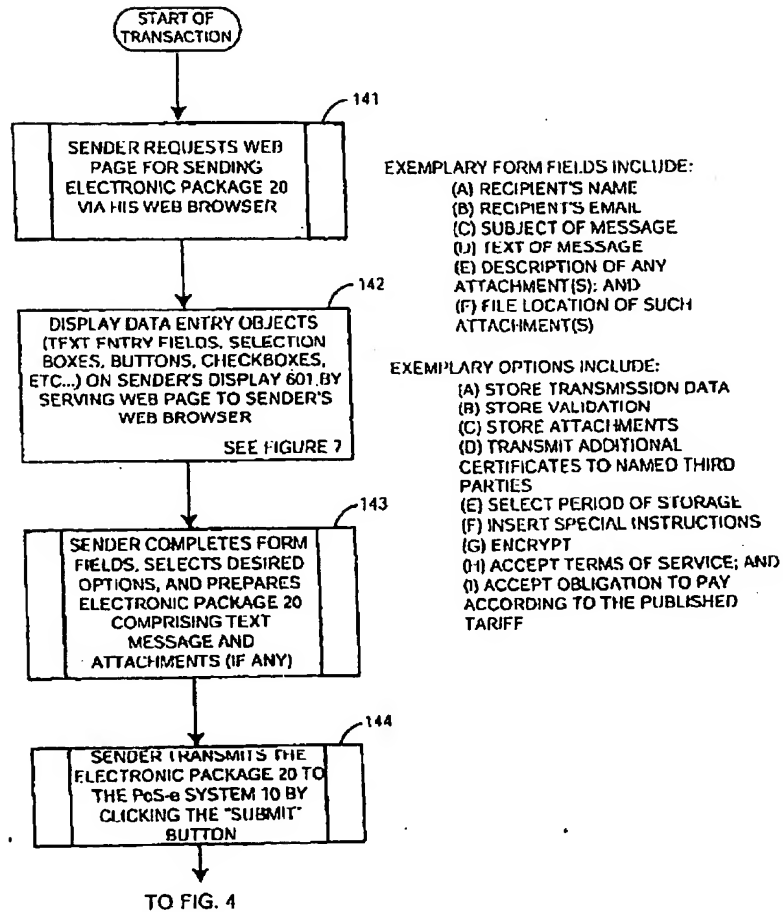 START OF
TRANSACTION
141
SENDER REQUESTS WEB
PAGE FOR SENDING
ELECTRONIC PACKAGE 20
VIA HIS WEB BROWSER
142
DISPLAY DATA ENTRY OBJECTS
(TEXT ENTRY FIELDS, SELECTION
BOXES, BUTTONS, CHECKBOXES,
ETC...) ON SENDER'S DISPLAY 601 BY
SERVING WEB PAGE TO SENDER'S
WEB BROWSER
SEE FIGURE 7
143
SENDER COMPLETES FORM
FIELDS, SELECTS DESIRED
OPTIONS, AND PREPARES
ELECTRONIC PACKAGE 20
COMPRISING TEXT
MESSAGE AND
ATTACHMENTS (IF ANY)
144
SENDER TRANSMITS THE
ELECTRONIC PACKAGE 20 TO
THE PoS-e SYSTEM 10 BY
CLICKING THE "SUBMIT"
BUTTON
TO FIG. 4
EXEMPLARY FORM FIELDS INCLUDE:
(A) RECIPIENT'S NAME
(B) RECIPIENT'S EMAIL
(C) SUBJECT OF MESSAGE
(D) TEXT OF MESSAGE
(E) DESCRIPTION OF ANY
ATTACHMENT(S); AND
(F) FILE LOCATION OF SUCH
ATTACHMENT(S)
EXEMPLARY OPTIONS INCLUDE:
(A) STORE TRANSMISSION DATA
(B) STORE VALIDATION
(C) STORE ATTACHMENTS
(D) TRANSMIT ADDITIONAL
CERTIFICATES TO NAMED THIRD
PARTIES
(E) SELECT PERIOD OF STORAGE
(F) INSERT SPECIAL INSTRUCTIONS
(G) ENCRYPT
(H) ACCEPT TERMS OF SERVICE; AND
(I) ACCEPT OBLIGATION TO PAY
ACCORDING TO THE PUBLISHED
TARIFF